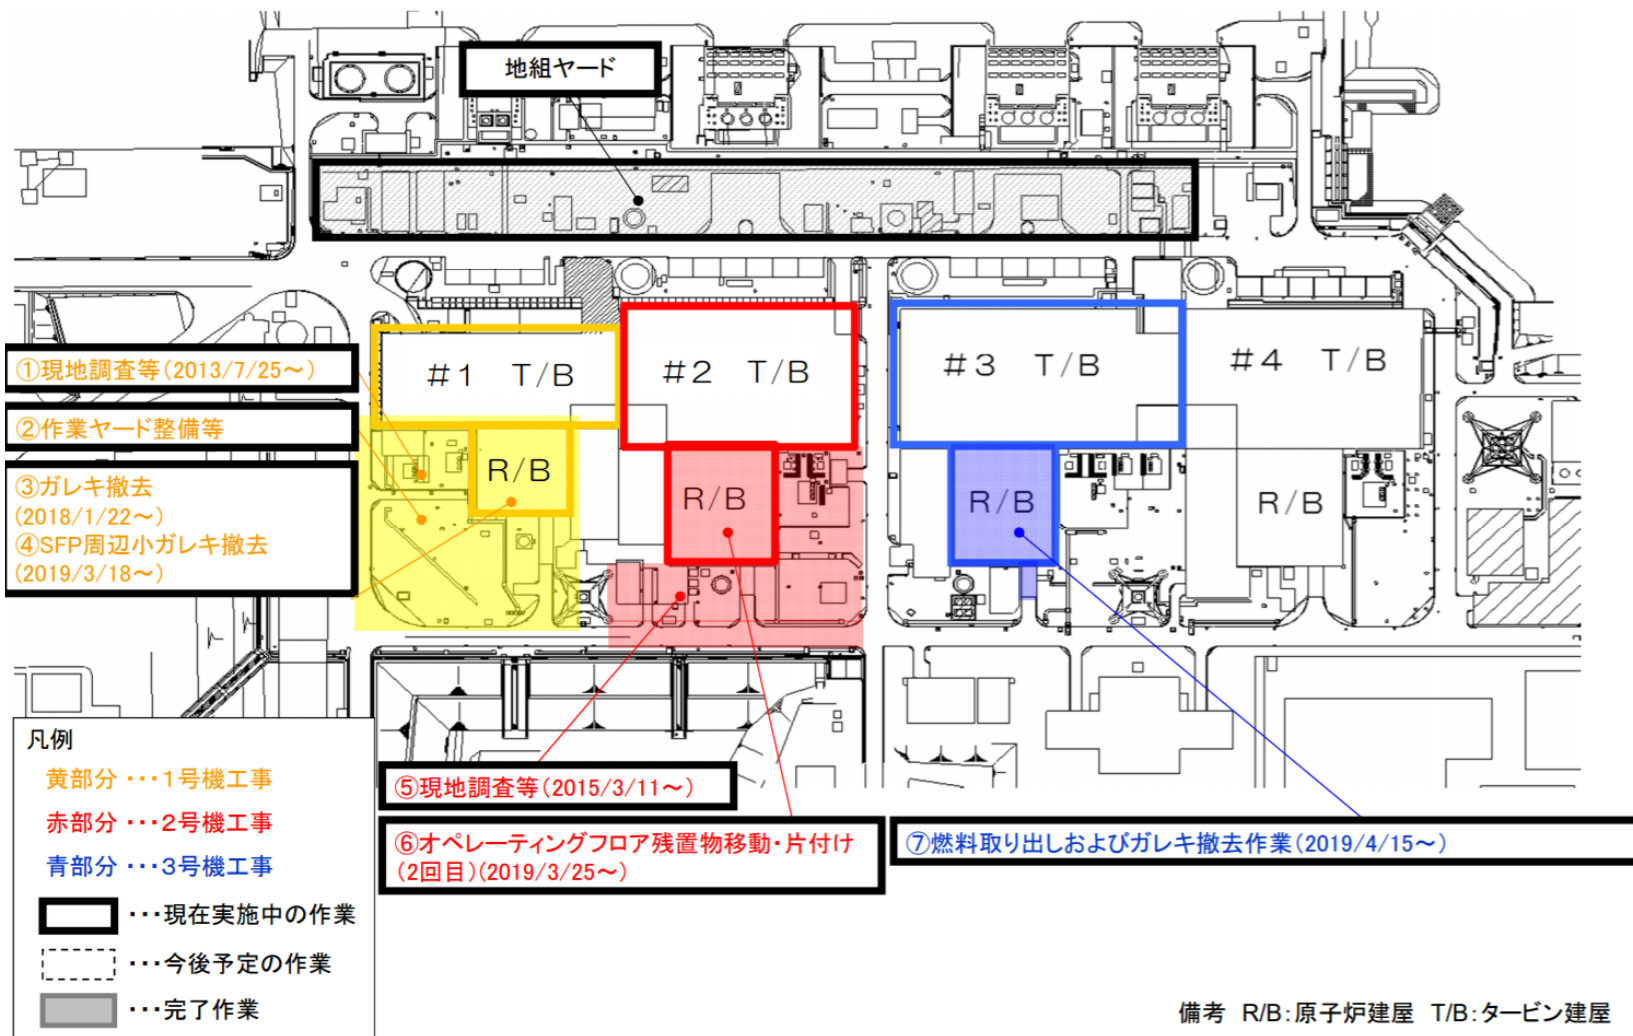 地組ヤード
#1 T/B
#2 T/B
#3 T/B
#4 T/B
R/B
R/B
R/B
R/B
①現地調査等(2013/7/25～)
②作業ヤード整備等
③ガレキ撤去
(2018/1/22～)
④SFP周辺小ガレキ撤去
(2019/3/18～)
⑤現地調査等(2015/3/11～)
⑥オペレーティングフロア残置物移動・片付け
(2回目)(2019/3/25～)
⑦燃料取り出しおよびガレキ撤去作業(2019/4/15～)
凡例
黄部分・・・1号機工事
赤部分・・・2号機工事
青部分・・・3号機工事
・・・現在実施中の作業
・・・今後予定の作業
・・・完了作業
備考 R/B:原子炉建屋 T/B:タービン建屋